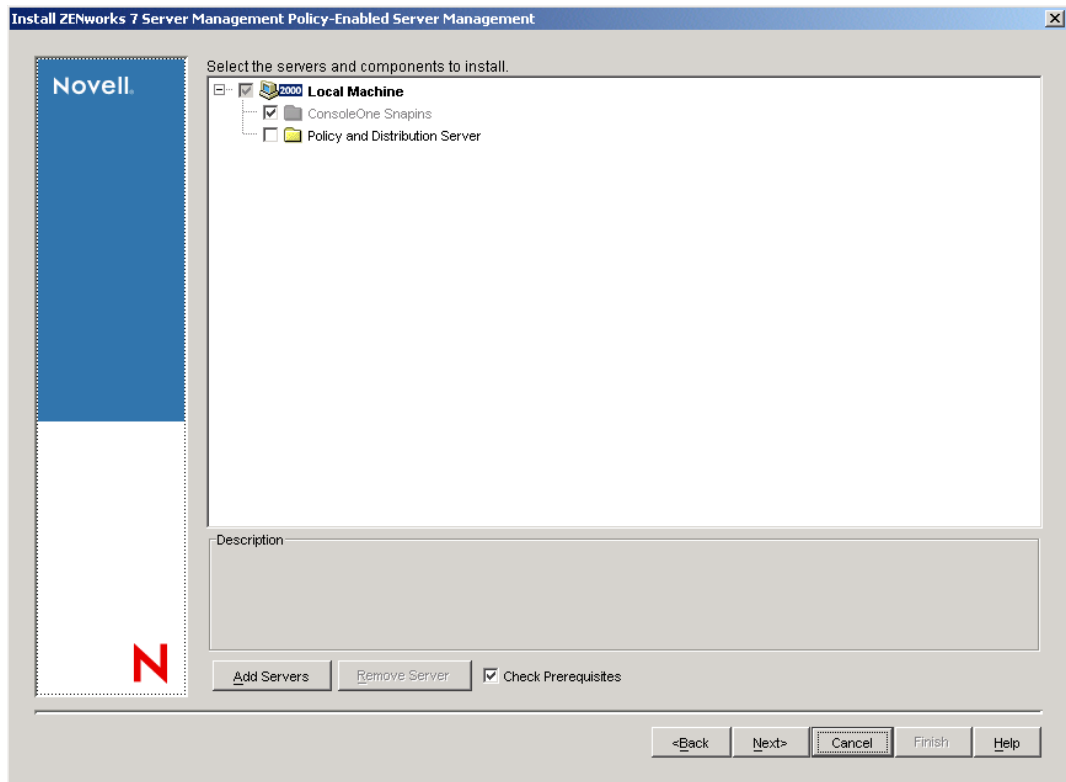 Install ZENworks 7 Server Management Policy-Enabled Server Management
Novell.
Select the servers and components to install.
2000 Local Machine
ConsoleOne Snapins
Policy and Distribution Server
Description
N
Add Servers
Remove Server
Check Prerequisites
<Back
Next>
Cancel
Finish
Help